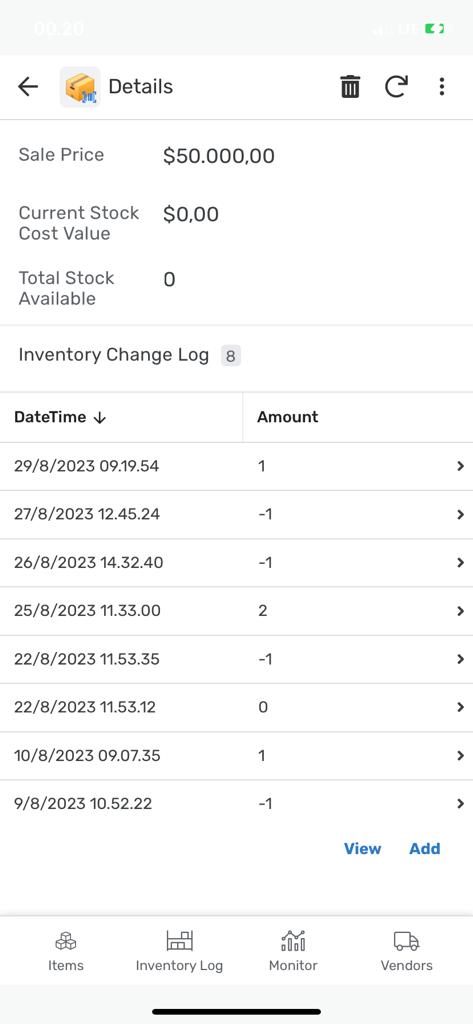 00.20
Details
Sale Price $50.000,00
Current Stock
Cost Value $0,00
Total Stock
Available 0
Inventory Change Log 8
DateTime ↓ Amount
29/8/2023 09.19.54 1
27/8/2023 12.45.24 -1
26/8/2023 14.32.40 -1
25/8/2023 11.33.00 2
22/8/2023 11.53.35 -1
22/8/2023 11.53.12 0
10/8/2023 09.07.35 1
9/8/2023 10.52.22 -1
View Add
Items Inventory Log Monitor Vendors